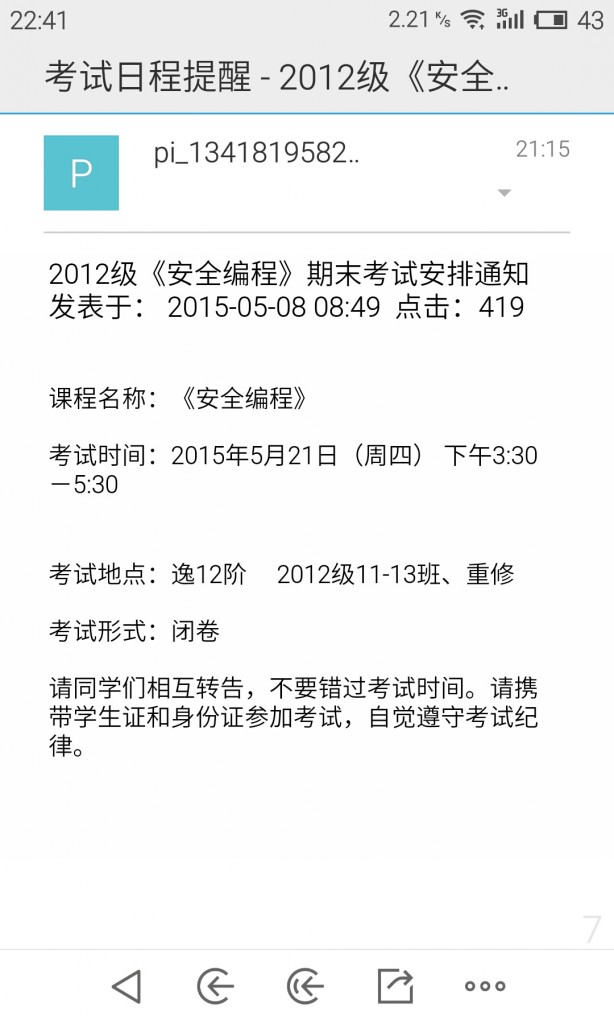 22:41 2.21 K/s 3G 43
考试日程提醒 - 2012级《安全..
P
pi_1341819582..
21:15
2012级《安全编程》期末考试安排通知
发表于： 2015-05-08 08:49 点击：419
课程名称：《安全编程》
考试时间：2015年5月21日（周四） 下午3:30
－5:30
考试地点：逸12阶 2012级11-13班、重修
考试形式：闭卷
请同学们相互转告，不要错过考试时间。请携
带学生证和身份证参加考试，自觉遵守考试纪
律。
7